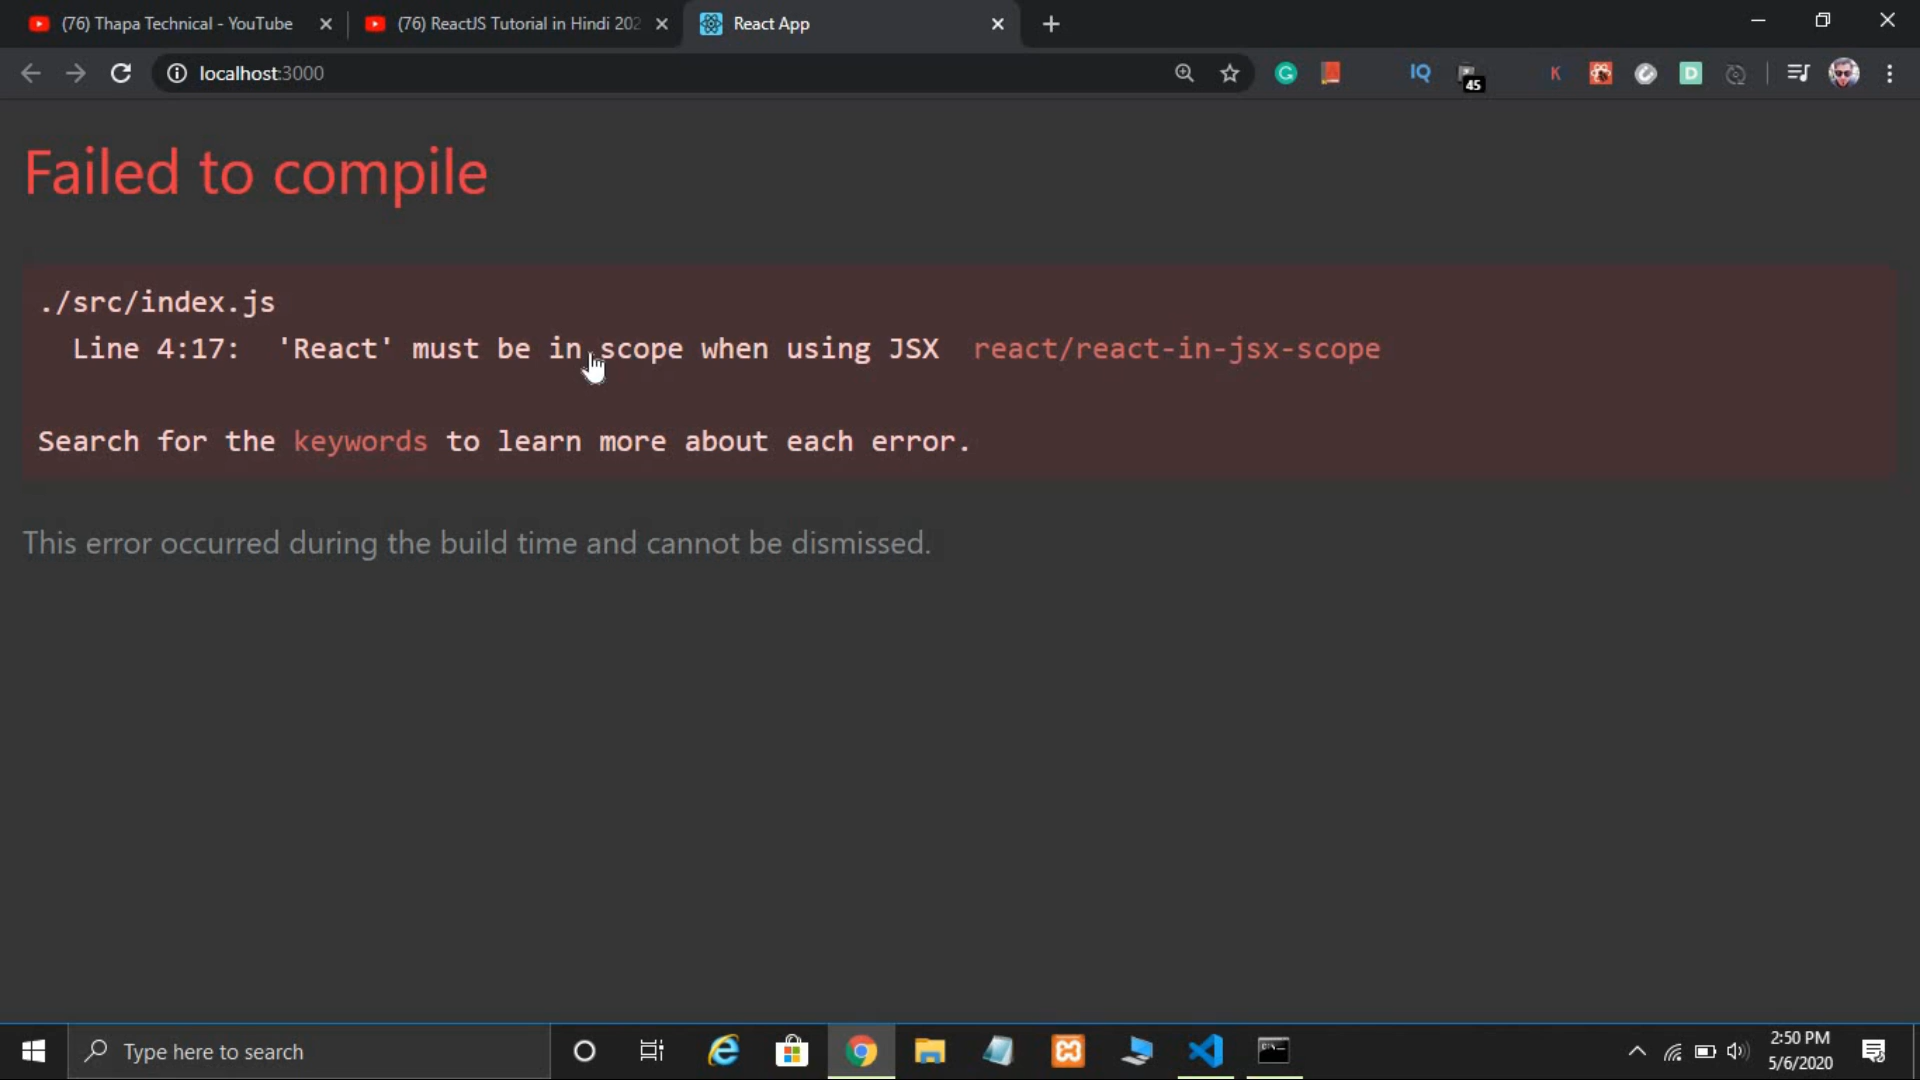 (76) Thapa Technical - YouTube
(76) ReactJS Tutorial in Hindi 202
React App
localhost:3000
IQ
45
K
D
Failed to compile
./src/index.js
Line 4:17: 'React' must be in scope when using JSX react/react-in-jsx-scope
Search for the keywords to learn more about each error.
This error occurred during the build time and cannot be dismissed.
Type here to search
2:50 PM
5/6/2020